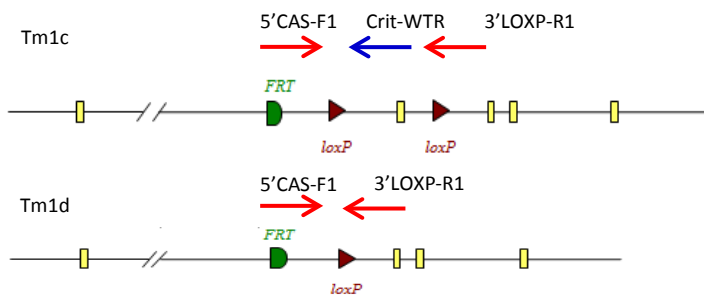 5'CAS-F1 Crit-WTR 3'LOXP-R1
Tm1c
FRT
loxP loxP
5'CAS-F1 3'LOXP-R1
Tm1d
FRT
loxP